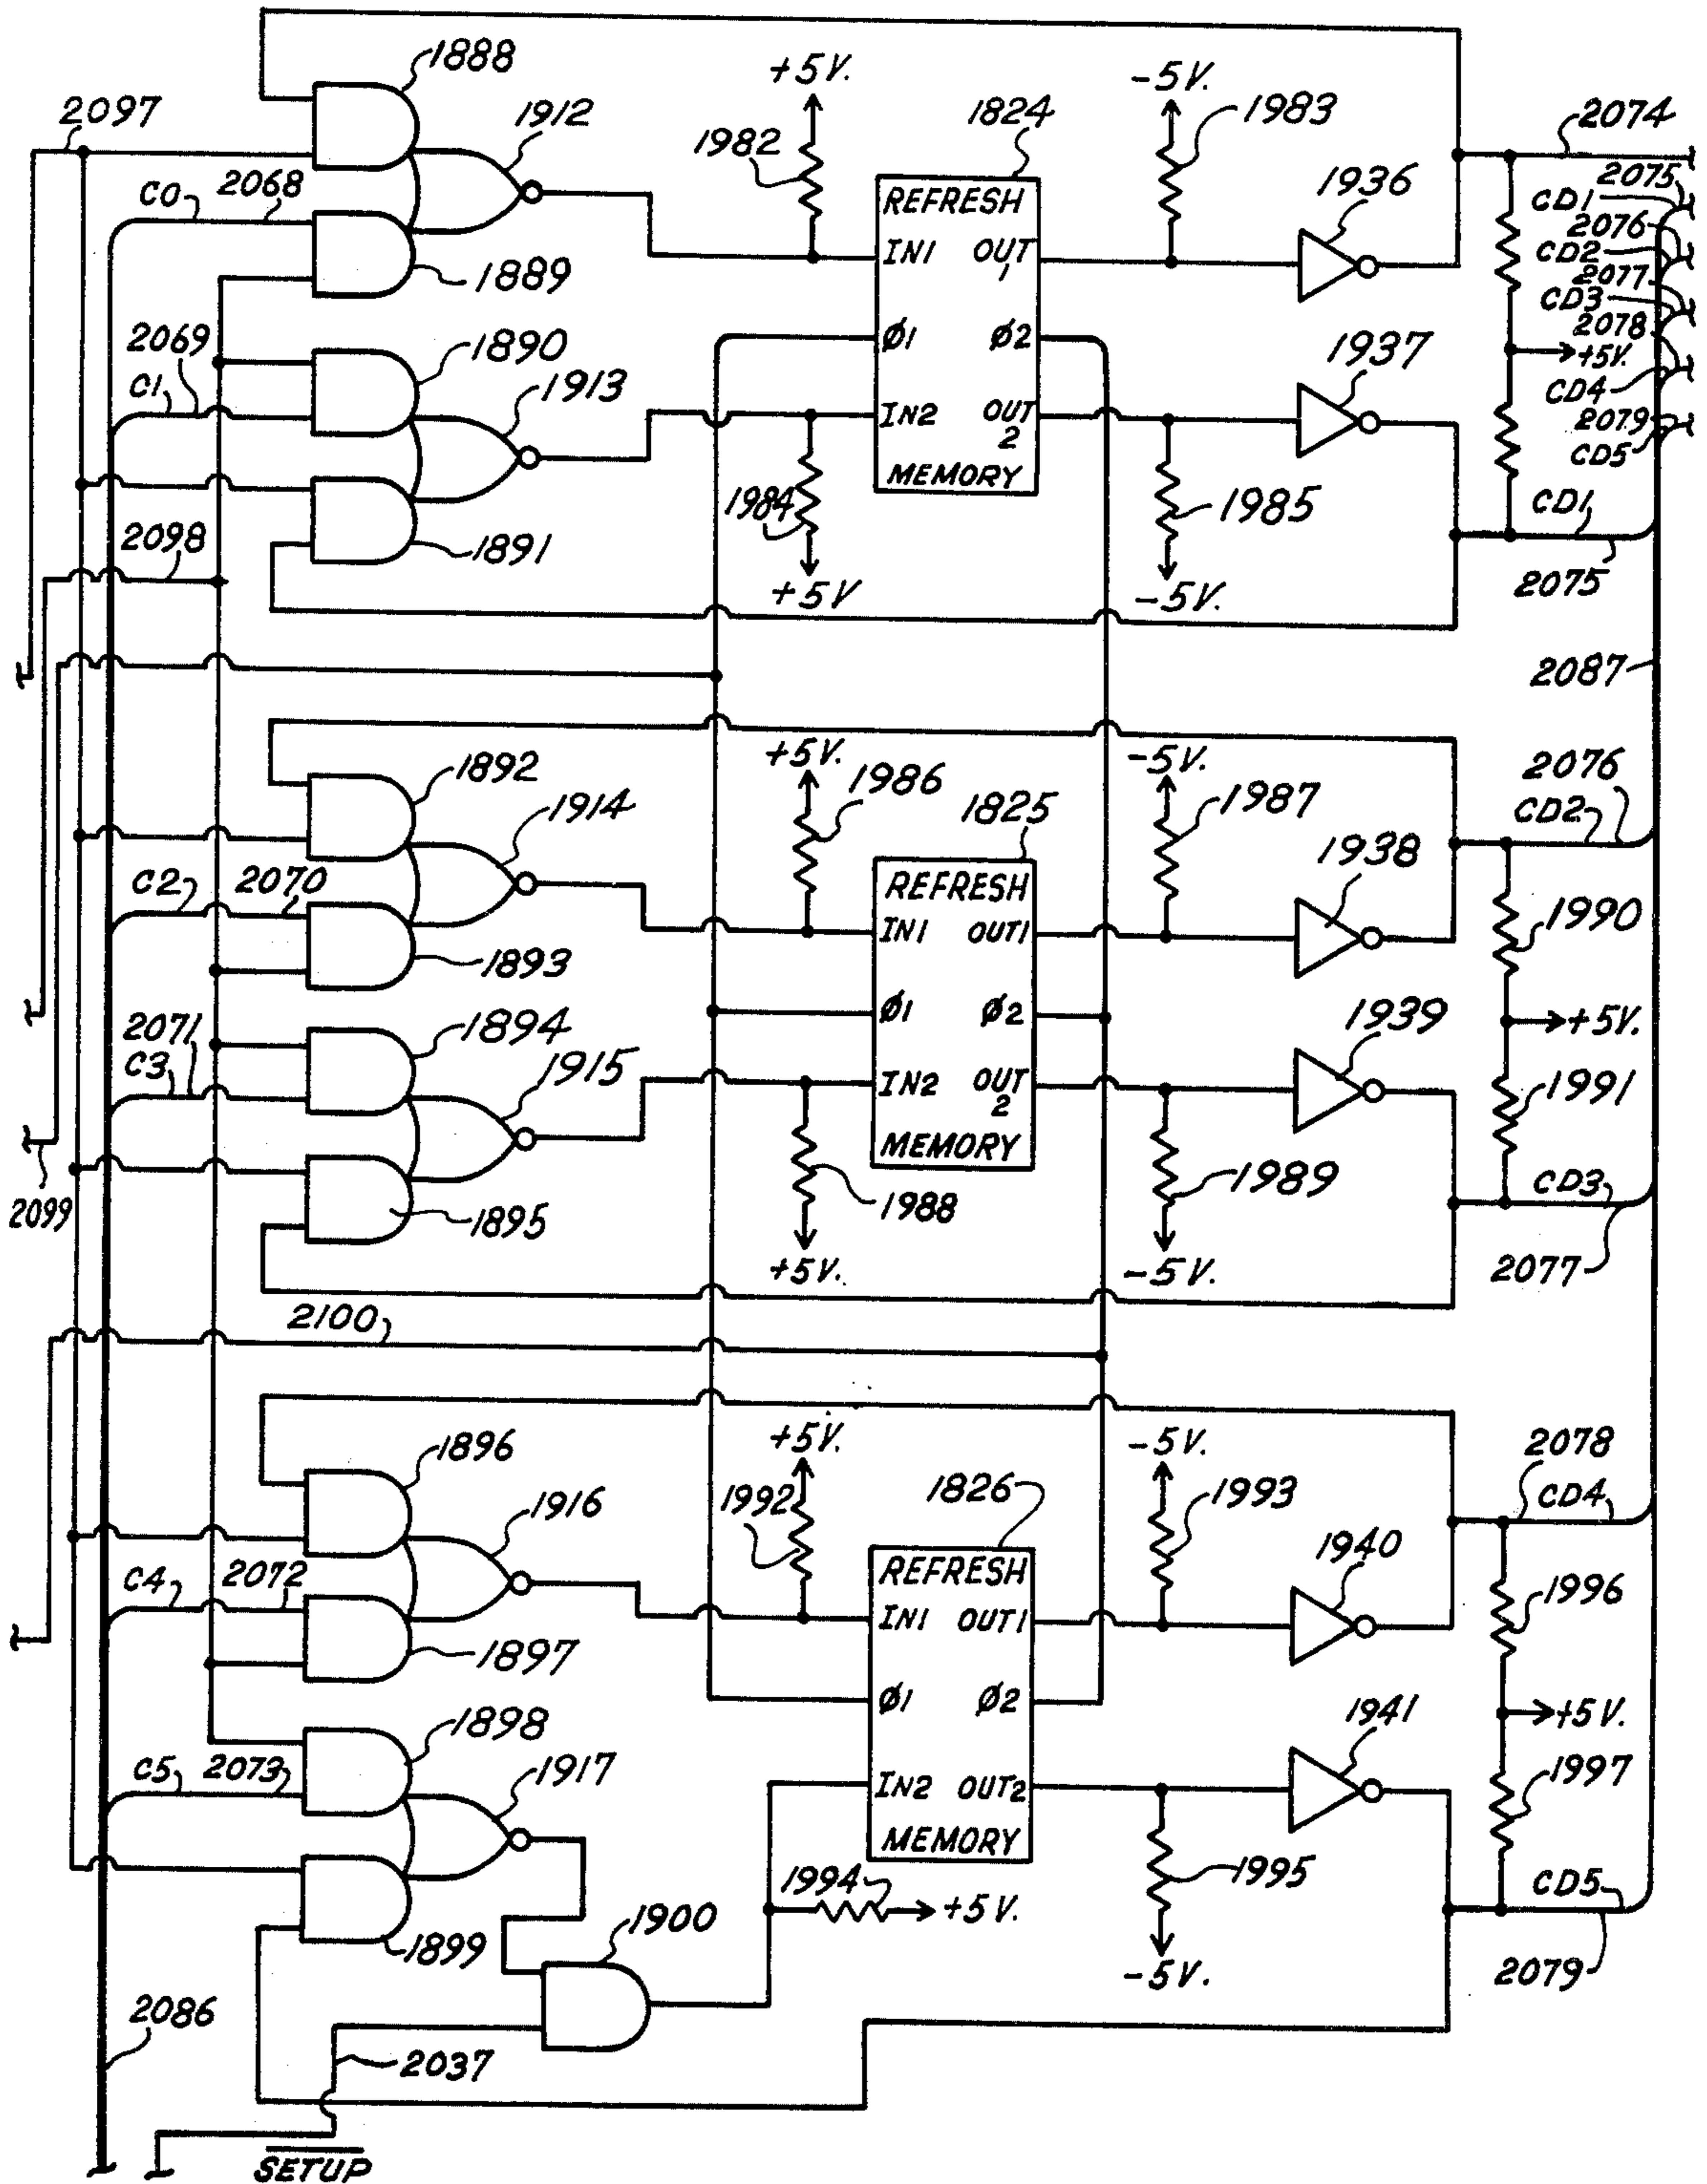 1888
+5V.
-5V.
2097
1912
1982
1824
1983
2074
2075
CD1
2076
CD2
2077
CD3
2078
+5V.
CD4
2079
CD5
C0
2068
REFRESH
IN1
OUT
1
1936
1889
2069
1890
Ø1
Ø2
1937
C1
1913
IN2
OUT
2
MEMORY
1984
1985
CD1
2098
1891
+5V
-5V.
2075
2087
1892
+5V.
1986
-5V.
1987
2076
CD2
1914
1825
1938
C2
2070
REFRESH
IN1
OUT1
1990
1893
2071
1894
Ø1
Ø2
1939
+5V.
C3
1915
IN2
OUT
2
1991
MEMORY
2099
1895
1988
1989
CD3
+5V.
-5V.
2077
2100
1896
+5V.
-5V.
2078
1916
1992
1826
1993
CD4
C4
2072
REFRESH
1940
1996
1897
IN1
OUT1
1898
Ø1
Ø2
1941
+5V.
C5
2073
1917
IN2
OUT2
1997
MEMORY
1994
1995
CD5
1899
1900
+5V.
-5V.
2079
2086
2037
SETUP